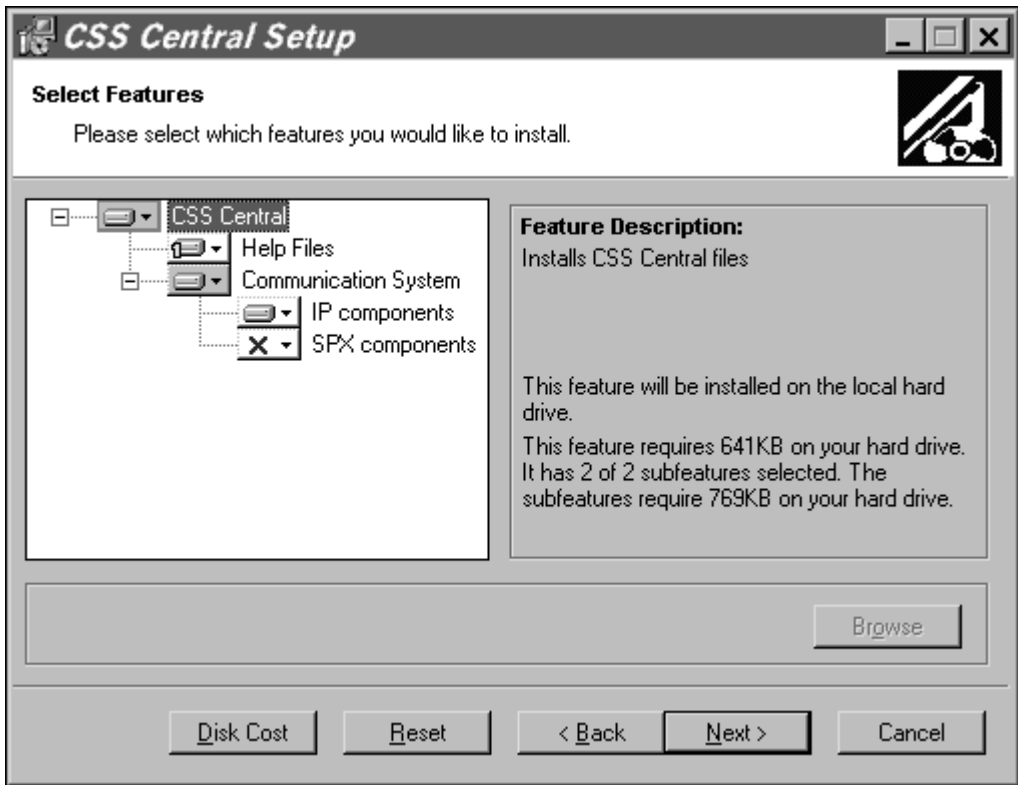 CSS Central Setup
Select Features
Please select which features you would like to install.
CSS Central
Help Files
Communication System
IP components
SPX components
Feature Description:
Installs CSS Central files
This feature will be installed on the local hard
drive.
This feature requires 641KB on your hard drive.
It has 2 of 2 subfeatures selected. The
subfeatures require 769KB on your hard drive.
Browse
Disk Cost
Reset
< Back
Next >
Cancel